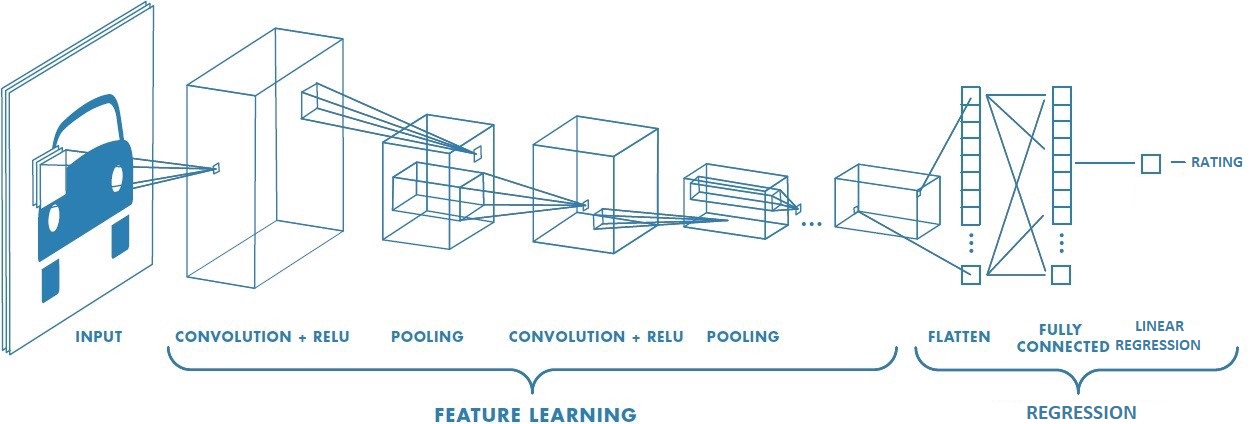 RATING
INPUT
CONVOLUTION + RELU
POOLING
CONVOLUTION + RELU
POOLING
FLATTEN
FULLY
CONNECTED
LINEAR
REGRESSION
FEATURE LEARNING
REGRESSION